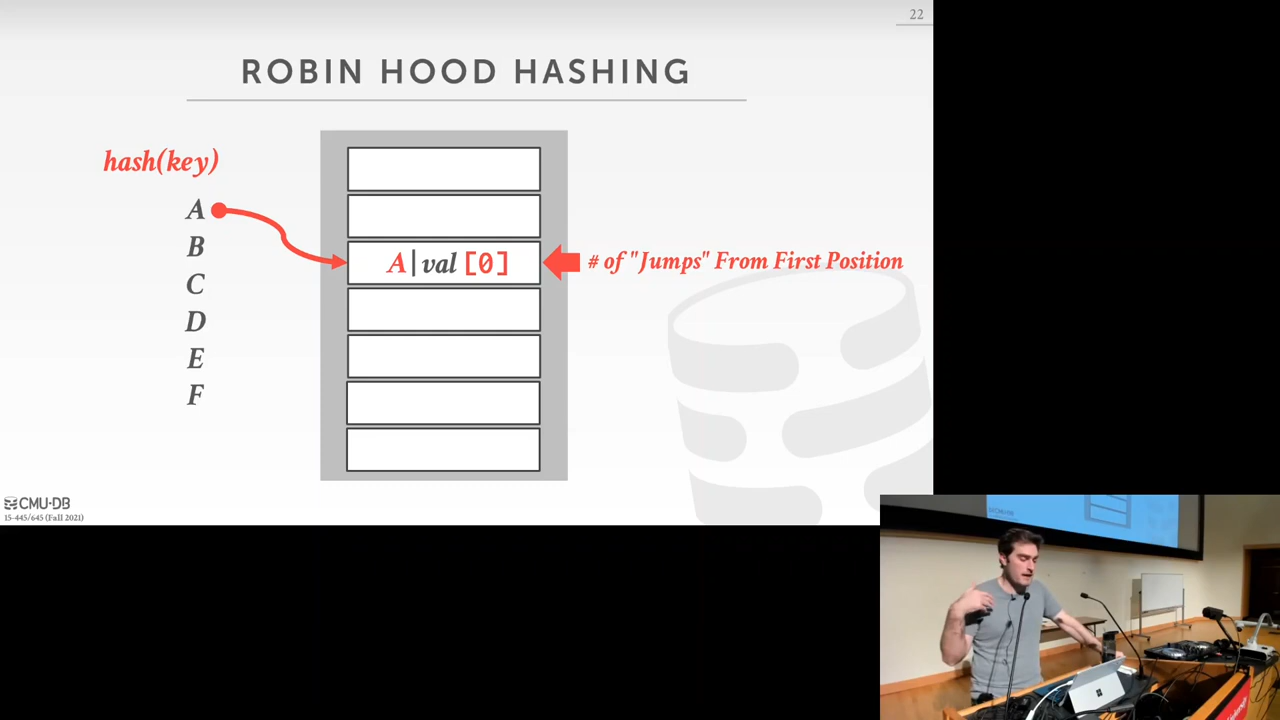 22
ROBIN HOOD HASHING
hash(key)
A
B
C
D
E
F
A|val [0]
# of "Jumps" From First Position
CMU·DB
15-445/645 (Fall 2021)